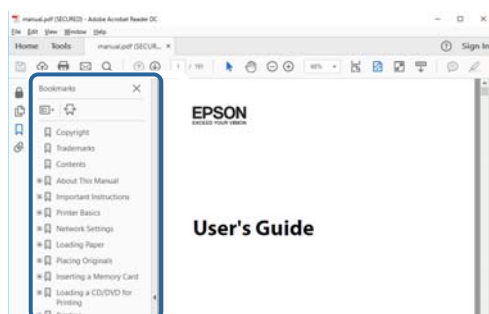 manual.pdf (SECURED) - Adobe Acrobat Reader DC
File Edit View Window Help
Home Tools manual.pdf (SECUR... × Sign In
Bookmarks
EPSON
EXCEED YOUR VISION
Copyright
Trademarks
Contents
About This Manual
Important Instructions
Printer Basics
Network Settings
User's Guide
Loading Paper
Placing Originals
Inserting a Memory Card
Loading a CD/DVD for
Printing